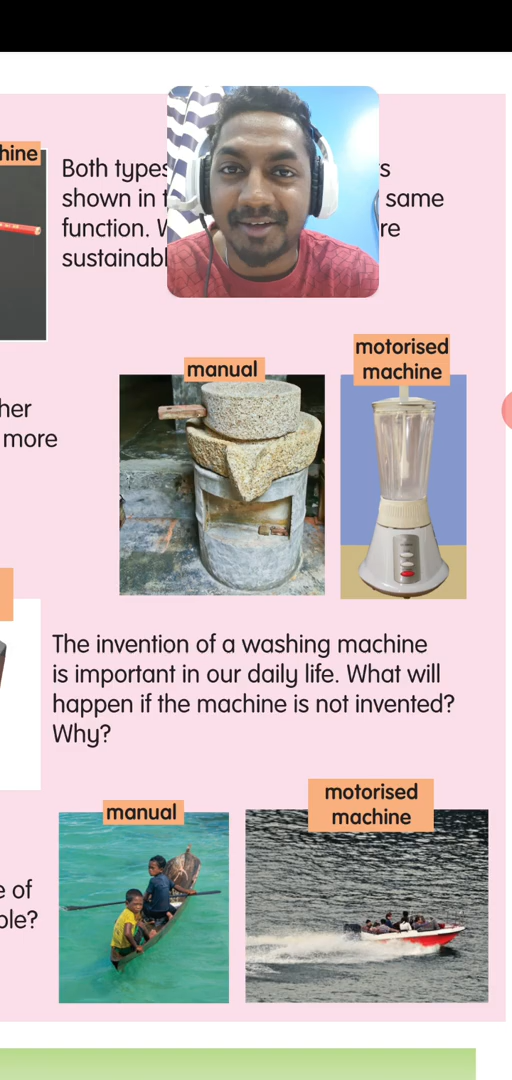 hine
Both types
s
shown in
same
function.
re
sustainabl
manual
motorised
machine
her
more
The invention of a washing machine
is important in our daily life. What will
happen if the machine is not invented?
Why?
manual
motorised
machine
e of
ble?